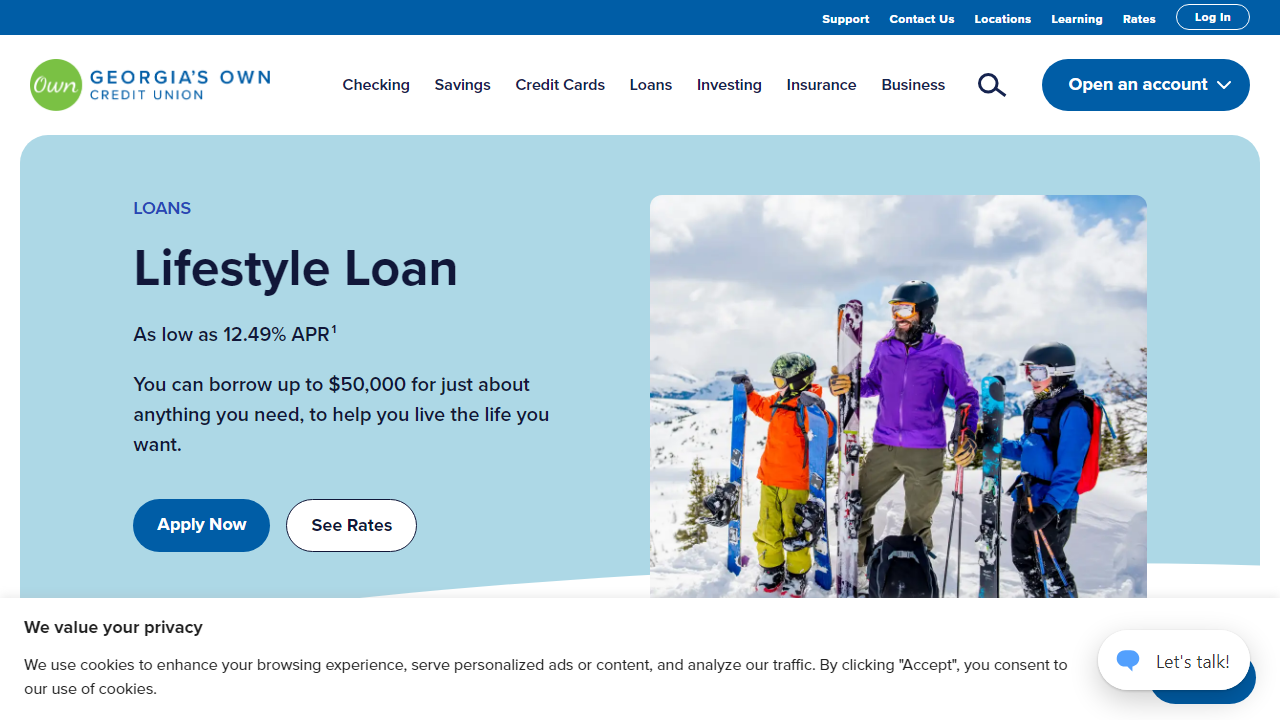 Support Contact Us Locations Learning Rates Log In
Own GEORGIA'S OWN
CREDIT UNION
Checking Savings Credit Cards Loans Investing Insurance Business Open an account
LOANS
Lifestyle Loan
As low as 12.49% APR¹
You can borrow up to $50,000 for just about
anything you need, to help you live the life you
want.
Apply Now See Rates
We value your privacy
We use cookies to enhance your browsing experience, serve personalized ads or content, and analyze our traffic. By clicking "Accept", you consent to
our use of cookies.
Let's talk!